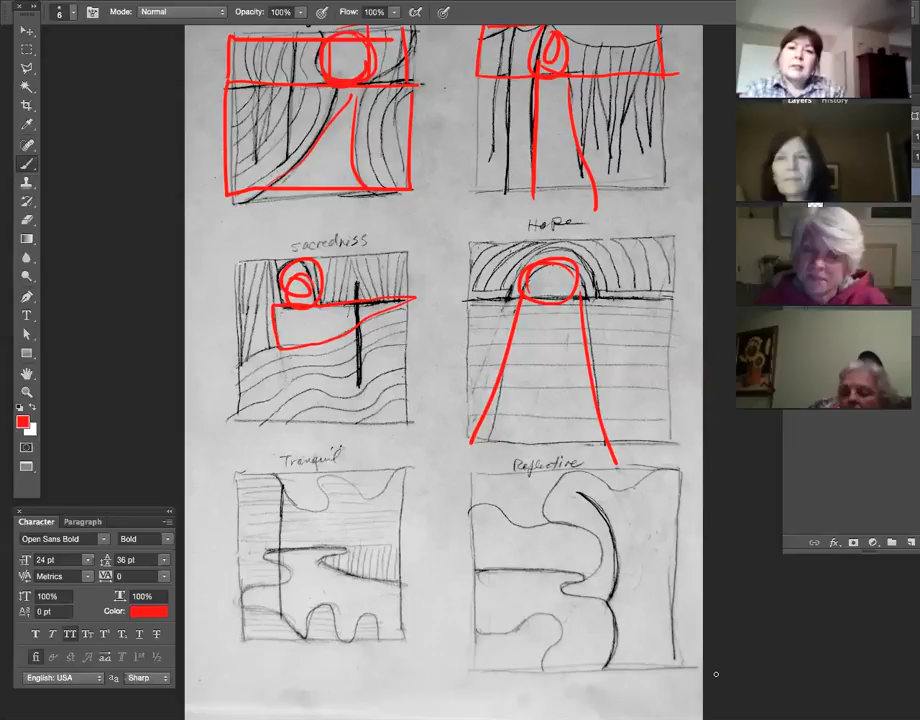 6
Mode: Normal
Opacity: 100%
Flow: 100%
Layers History
sacredness
Hope
Tranquil
Reflective
Character Paragraph
Open Sans Bold
Bold
24 pt
36 pt
Metrics
0
100%
100%
0 pt
Color:
English: USA
Sharp